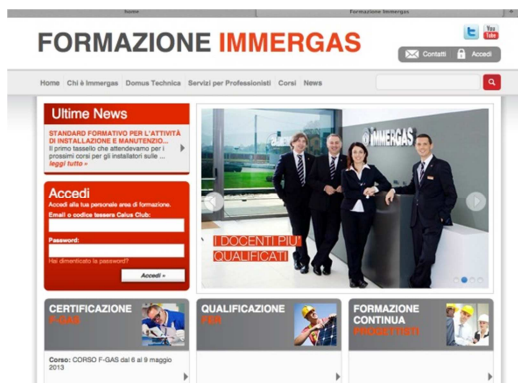 home
Formazione Immergas
FORMAZIONE IMMERGAS
You Tube
Contatti
Accedi
Home Chi è Immergas Domus Technica Servizi per Professionisti Corsi News
Ultime News
STANDARD FORMATIVO PER L'ATTIVITÀ
DI INSTALLAZIONE E MANUTENZIO...
Il primo tassello che attendevamo per i
prossimi corsi per gli installatori sulle ...
leggi tutto »
IMMERGAS
I DOCENTI PIU'
QUALIFICATI
Accedi
Accedi alla tua personale area di formazione.
Email o codice tessera Caius Club:
Password:
Hai dimenticato la password?
Accedi »
CERTIFICAZIONE
F-GAS
Corso: CORSO F-GAS dal 6 al 9 maggio
2013
QUALIFICAZIONE
FER
FORMAZIONE
CONTINUA
PROGETTISTI